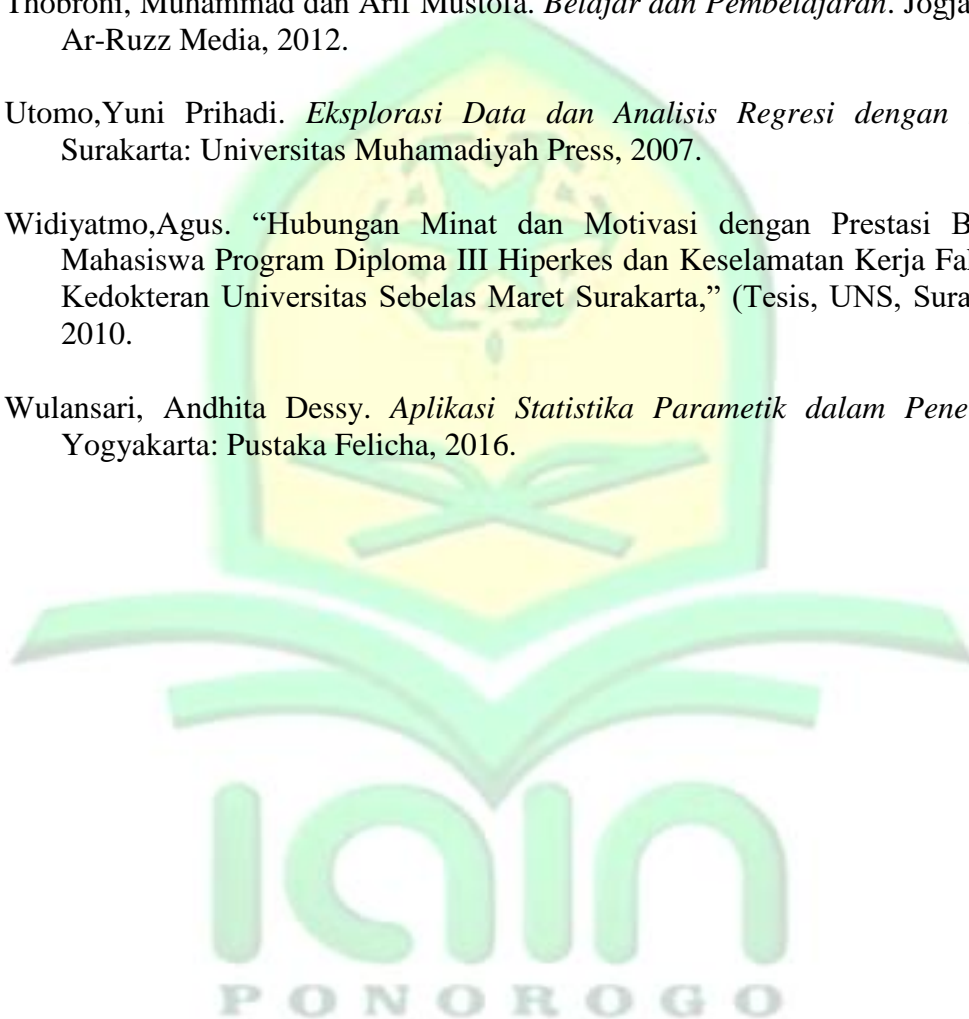 Thobroni, Muhammad dan Arif Mustofa. Belajar dan Pembelajaran. Jogja
Ar-Ruzz Media, 2012.
Utomo,Yuni Prihadi. Eksplorasi Data dan Analisis Regresi dengan
Surakarta: Universitas Muhamadiyah Press, 2007.
Widiyatmo,Agus. “Hubungan Minat dan Motivasi dengan Prestasi B
Mahasiswa Program Diploma III Hiperkes dan Keselamatan Kerja Fal
Kedokteran Universitas Sebelas Maret Surakarta,” (Tesis, UNS, Sura
2010.
Wulansari, Andhita Dessy. Aplikasi Statistika Parametik dalam Pene
Yogyakarta: Pustaka Felicha, 2016.
iain
PONOROGO